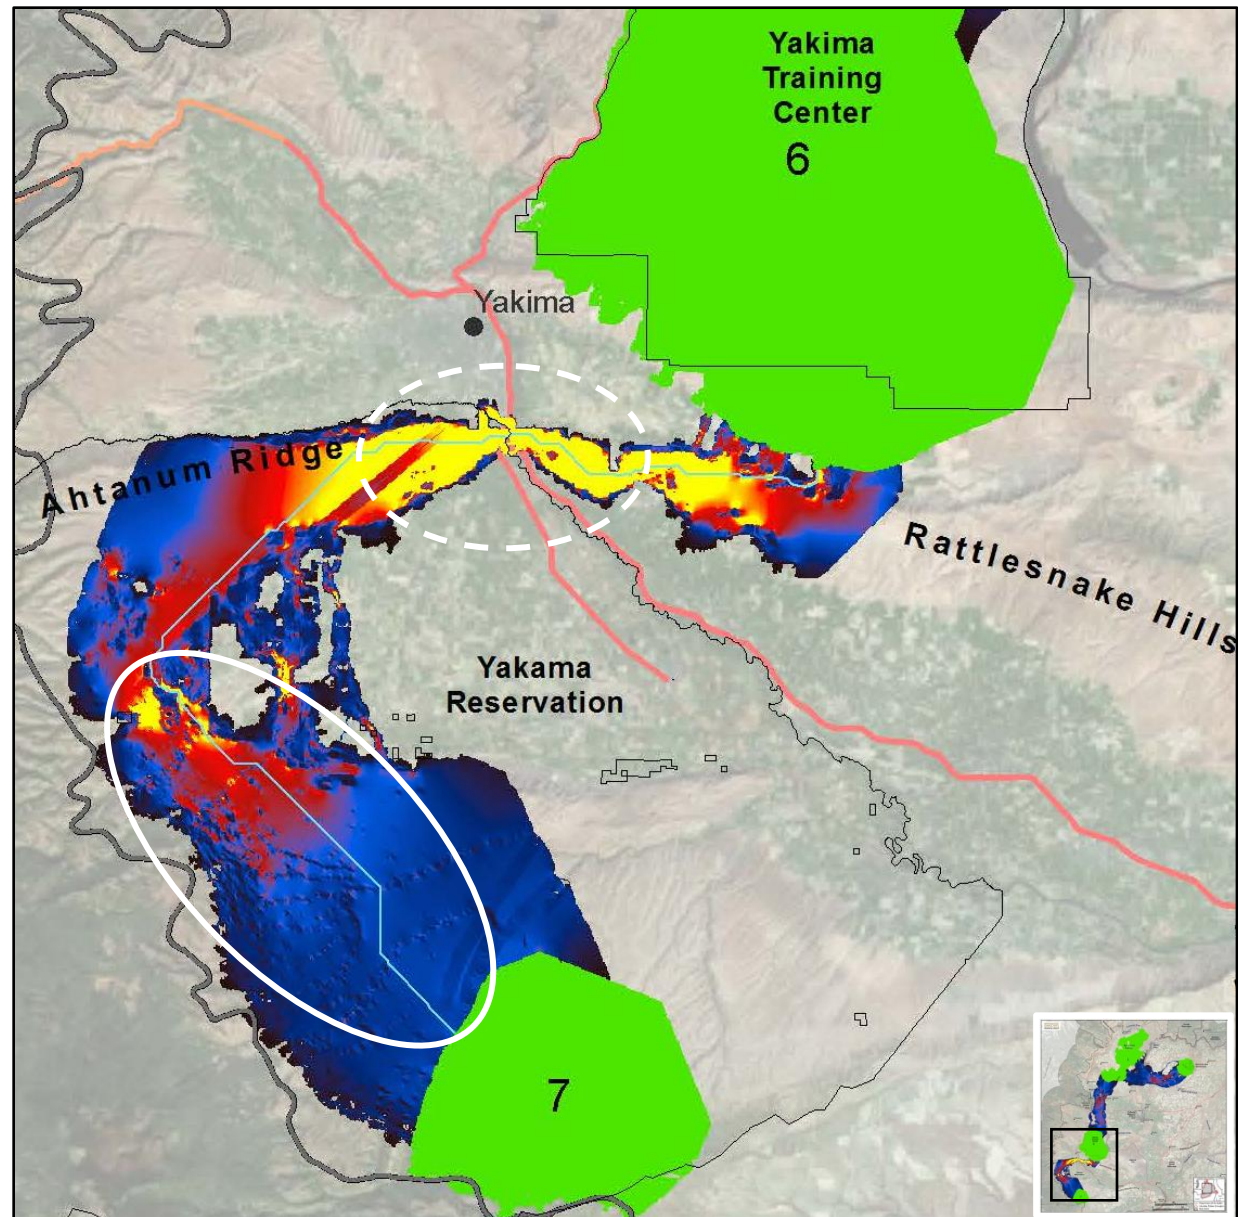 Yakima
Training
Center
6
Yakima
Ahtanum Ridge
Rattlesnake Hills
Yakama
Reservation
7